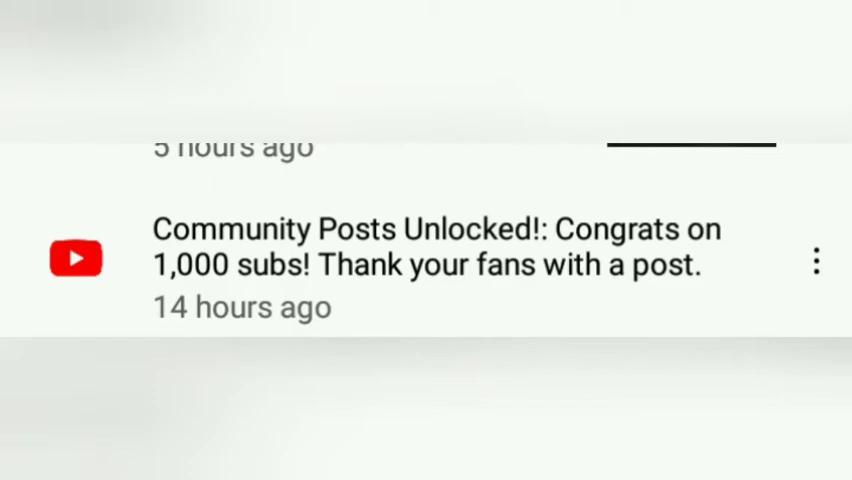 5 hours ago
Community Posts Unlocked!: Congrats on
1,000 subs! Thank your fans with a post.
14 hours ago